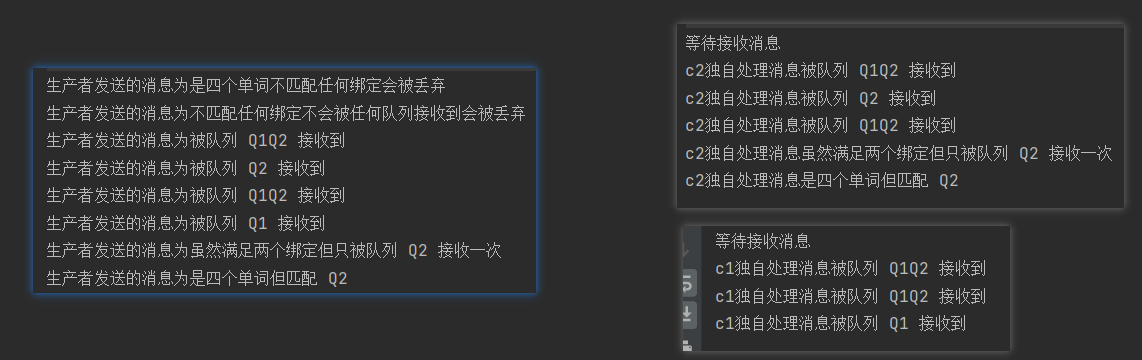 生产者发送的消息为是四个单词不匹配任何绑定会被丢弃
生产者发送的消息为不匹配任何绑定不会被任何队列接收到会被丢弃
生产者发送的消息为被队列 Q1Q2 接收到
生产者发送的消息为被队列 Q2 接收到
生产者发送的消息为被队列 Q1Q2 接收到
生产者发送的消息为被队列 Q1 接收到
生产者发送的消息为虽然满足两个绑定但只被队列 Q2 接收一次
生产者发送的消息为是四个单词但匹配 Q2
等待接收消息
c2独自处理消息被队列 Q1Q2 接收到
c2独自处理消息被队列 Q2 接收到
c2独自处理消息被队列 Q1Q2 接收到
c2独自处理消息虽然满足两个绑定但只被队列 Q2 接收一次
c2独自处理消息是四个单词但匹配 Q2
等待接收消息
c1独自处理消息被队列 Q1Q2 接收到
c1独自处理消息被队列 Q1Q2 接收到
c1独自处理消息被队列 Q1 接收到